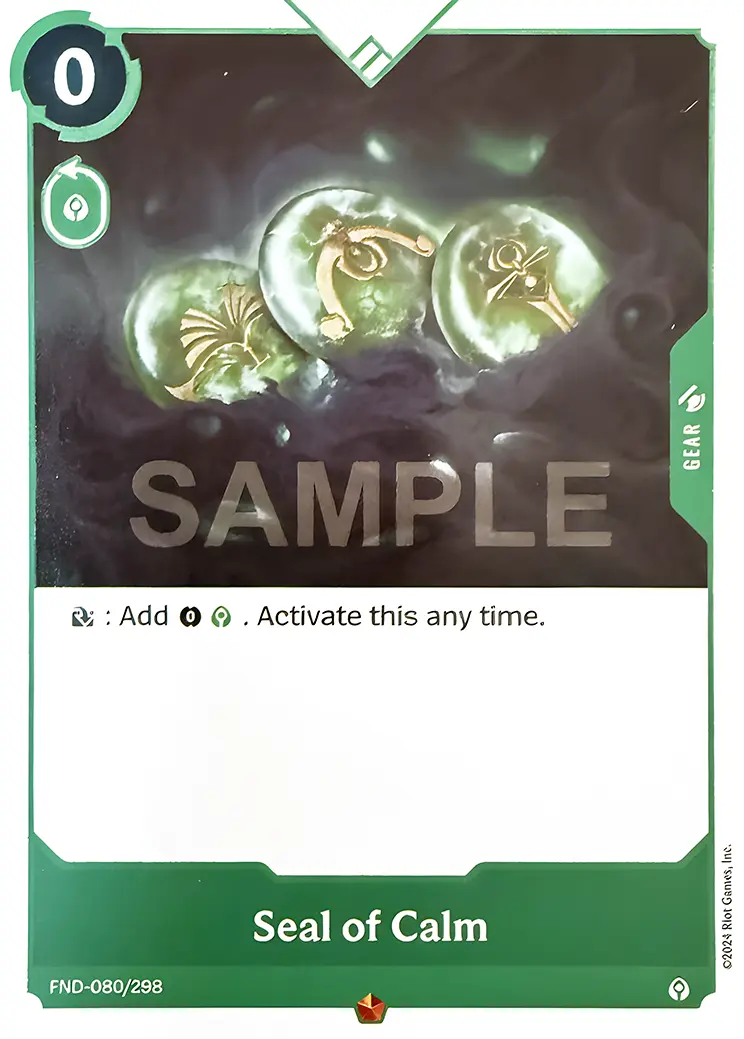 0
GEAR
SAMPLE
: Add 0 . Activate this any time.
Seal of Calm
FND-080/298
©2024 Riot Games, Inc.